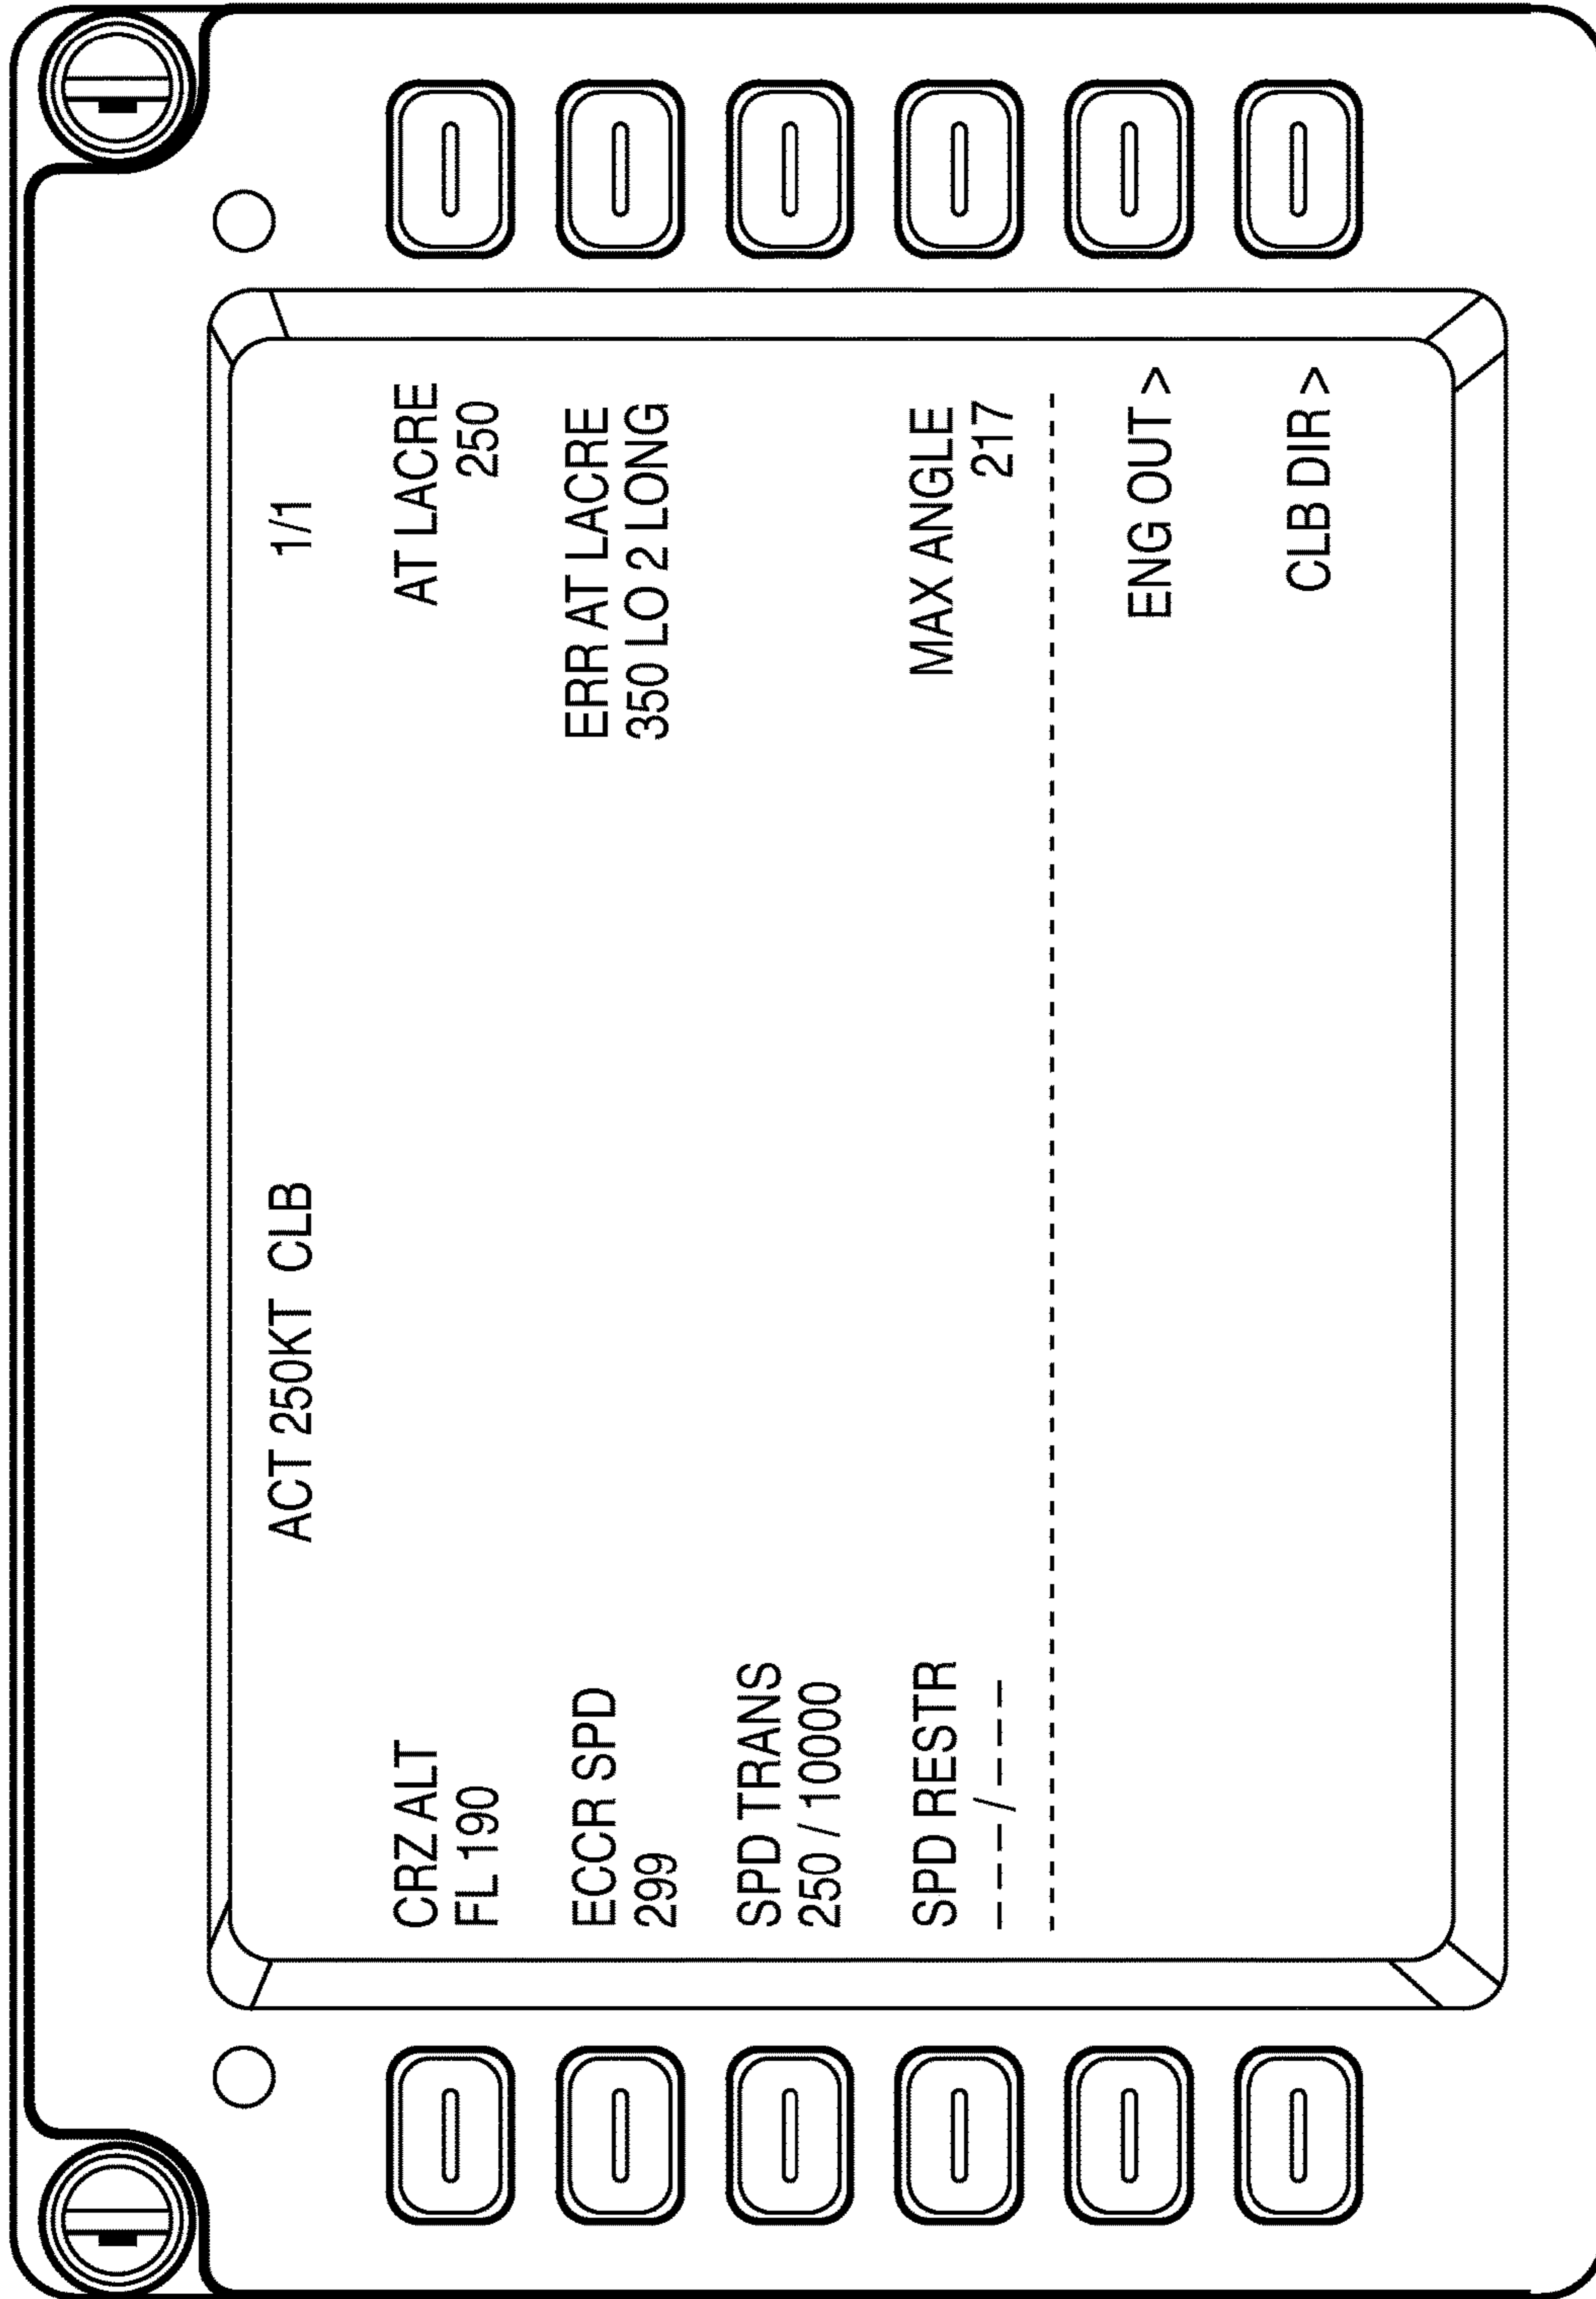 ACT 250KT CLB 1/1
CRZ ALT AT LACRE
FL 190 250
ECCR SPD ERR AT LACRE
299 350 LO 2 LONG
SPD TRANS
250 / 10000
SPD RESTR MAX ANGLE
– – – / – – – 217
ENG OUT >
CLB DIR >